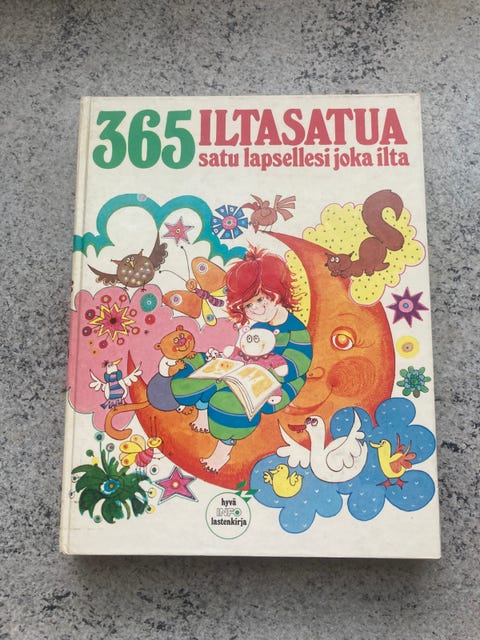 365 ILTASATUA
satu lapsellesi joka ilta
hyvä
INFO
lastenkirja